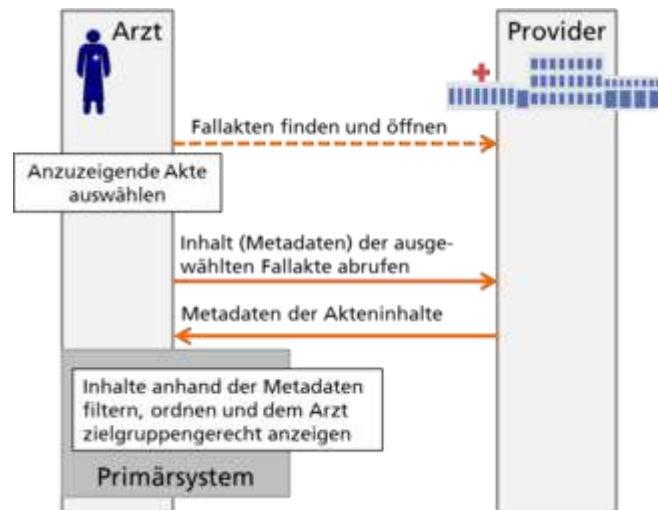 Arzt
Provider
Fallakten finden und öffnen
Anzuzeigende Akte
auswählen
Inhalt (Metadaten) der ausge-
wählten Fallakte abrufen
Metadaten der Akteninhalte
Inhalte anhand der Metadaten
filtern, ordnen und dem Arzt
zielgruppengerecht anzeigen
Primärsystem